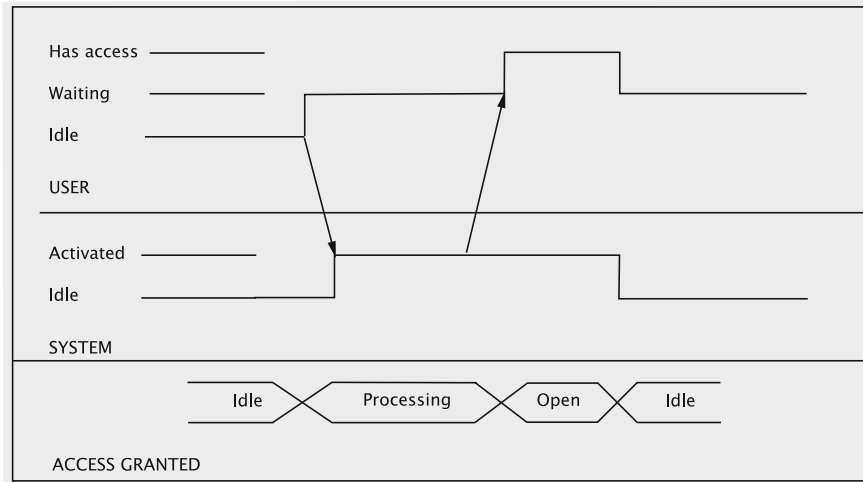 Has access
Waiting
Idle
USER
Activated
Idle
SYSTEM
Idle Processing Open Idle
ACCESS GRANTED